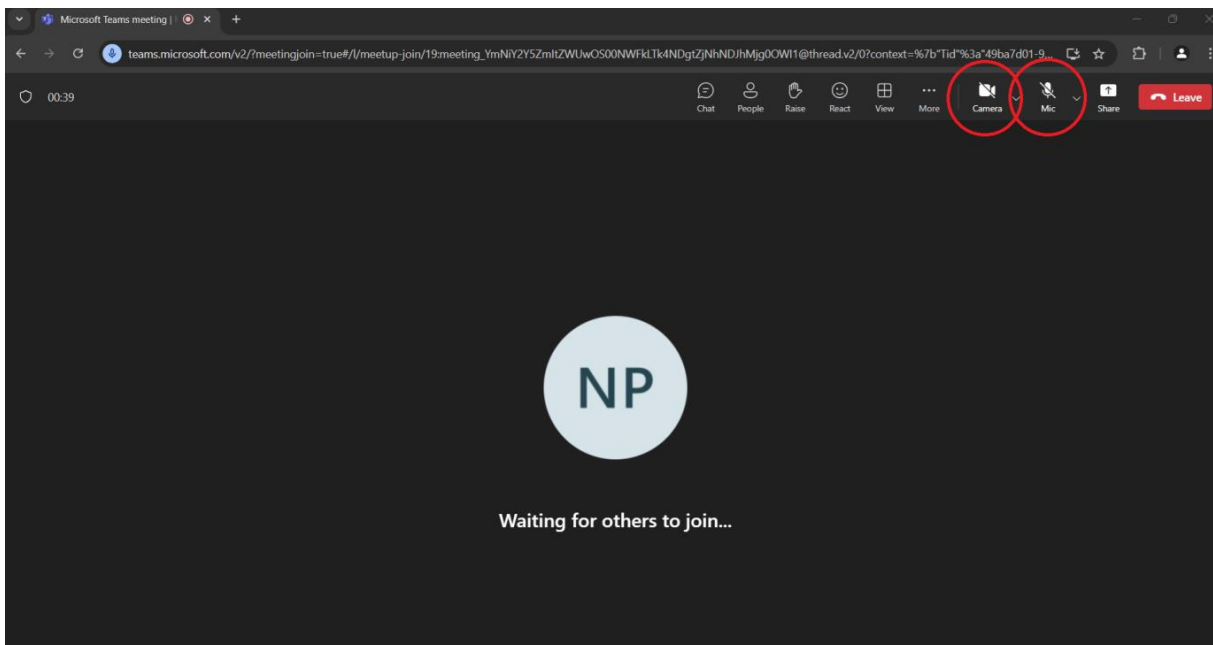 Microsoft Teams meeting |
teams.microsoft.com/v2/?meetingjoin=true#/l/meetup-join/19:meeting_YmNiY2Y5ZmItZWUwOS00NWFkLTk4NDgtZjNhNDJhMjg0OWI1@thread.v2/0?context=%7b"Tid"%3a"49ba7d01-9...
00:39
Chat People Raise React View More Camera Mic Share Leave
NP
Waiting for others to join...